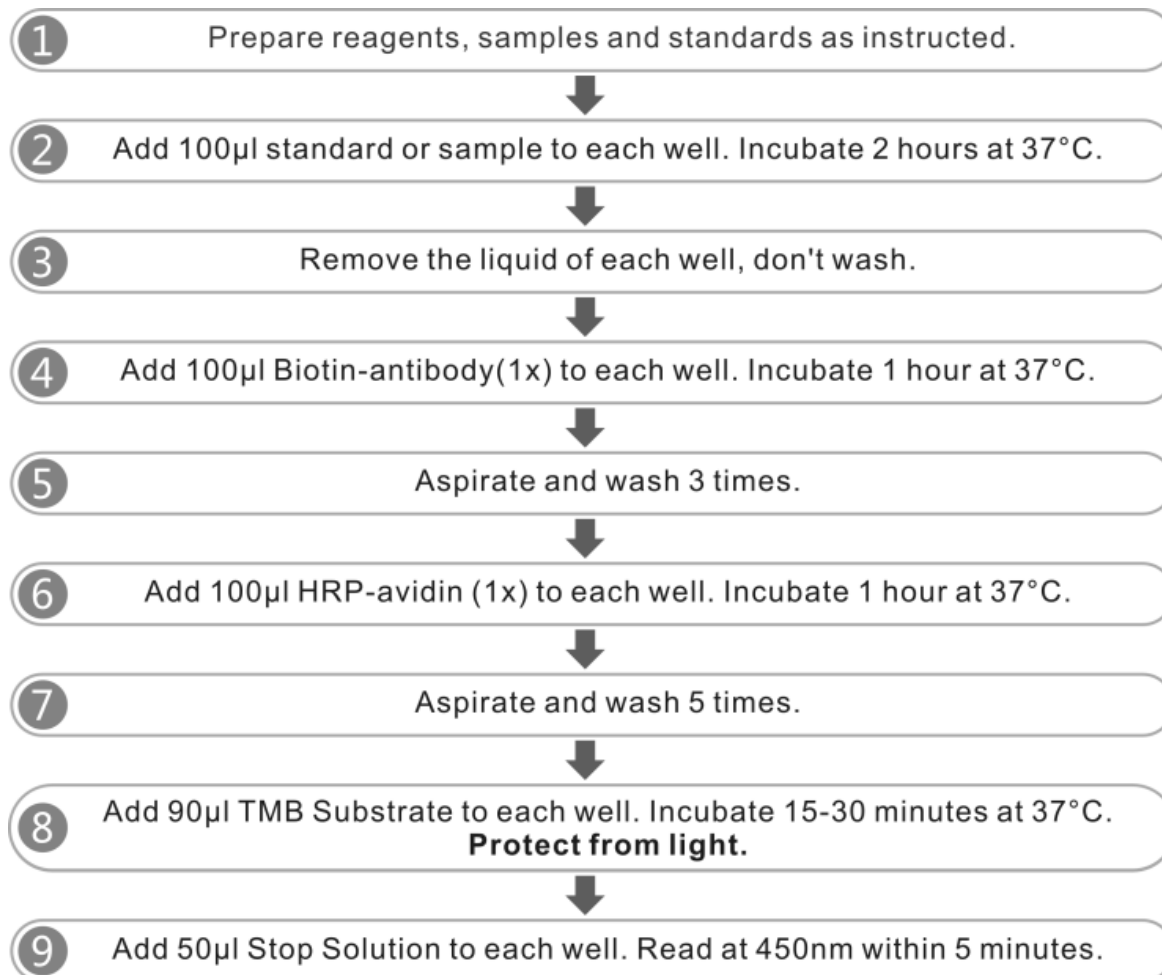 1 Prepare reagents, samples and standards as instructed.
2 Add 100μl standard or sample to each well. Incubate 2 hours at 37°C.
3 Remove the liquid of each well, don't wash.
4 Add 100μl Biotin-antibody(1x) to each well. Incubate 1 hour at 37°C.
5 Aspirate and wash 3 times.
6 Add 100μl HRP-avidin (1x) to each well. Incubate 1 hour at 37°C.
7 Aspirate and wash 5 times.
8 Add 90μl TMB Substrate to each well. Incubate 15-30 minutes at 37°C.
Protect from light.
9 Add 50μl Stop Solution to each well. Read at 450nm within 5 minutes.